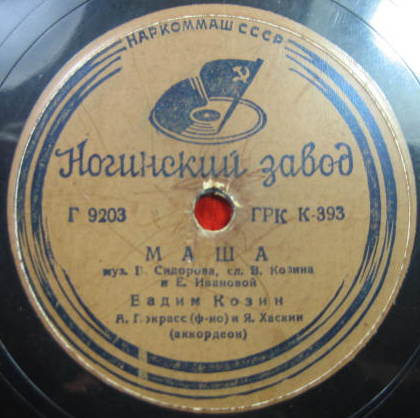 НАРКОММАШ СССР
Ногинский завод
Г 9203 ГРК К-393
МАША
муз. В. Сидорова, сл. В. Козина
и Е. Ивановой
Вадим Козин
А. (ф-но) и Я. Хаскин
(аккордеон)